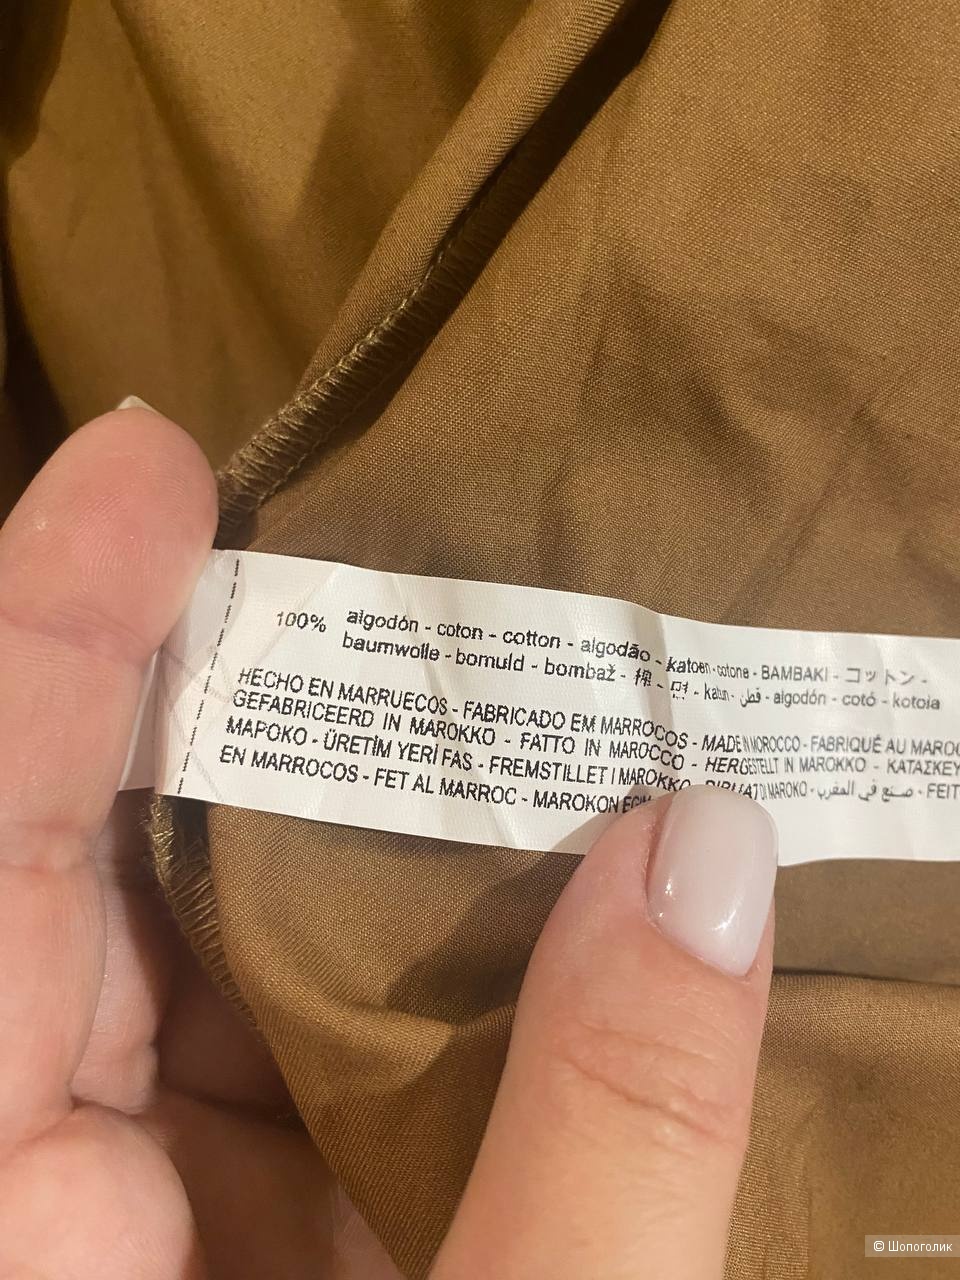 100% algodón - coton - cotton - algodão - katoen - cotone - BAMBAKI - コットン -
baumwolle - bomuld - bombaž - 棉 - 면 - katun - قطن - algodón - cotó - kotoia
HECHO EN MARRUECOS - FABRICADO EM MARROCOS - MADE IN MOROCCO - FABRIQUÉ AU MAROC
GEFABRICEERD IN MAROKKO - FATTO IN MAROCCO - HERGESTELLT IN MAROKKO - ΚΑΤΑΣΚΕΥ
МАРОКО - ÜRETİM YERİ FAS - FREMSTILLET I MAROKKO - DI MAROKO - صنع في المغرب - FEIT
EN MARROCOS - FET AL MARROC - MAROKON EGIN
© Шопоголик